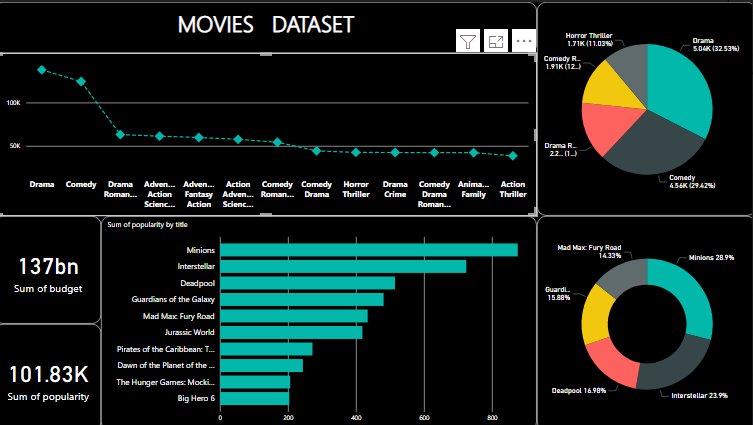 MOVIES DATASET
100K
50K
Drama
Comedy
Drama Roman...
Adven... Action Scienc...
Adven... Fantasy Action
Action Adven... Scienc...
Comedy Roman...
Comedy Drama
Horror Thriller
Drama Crime
Comedy Drama Roman...
Anima... Family
Action Thriller
Horror Thriller
1.71K (11.03%)
Drama
5.04K (32.53%)
Comedy R...
1.91K (12...)
Drama R...
2.2... (1...)
Comedy
4.56K (29.42%)
137bn
Sum of budget
101.83K
Sum of popularity
Sum of popularity by title
Minions
Interstellar
Deadpool
Guardians of the Galaxy
Mad Max: Fury Road
Jurassic World
Pirates of the Caribbean: T...
Dawn of the Planet of the ...
The Hunger Games: Mocki...
Big Hero 6
0 200 400 600 800
Mad Max: Fury Road
14.33%
Minions 28.9%
Guardi...
15.88%
Deadpool 16.98%
Interstellar 23.9%